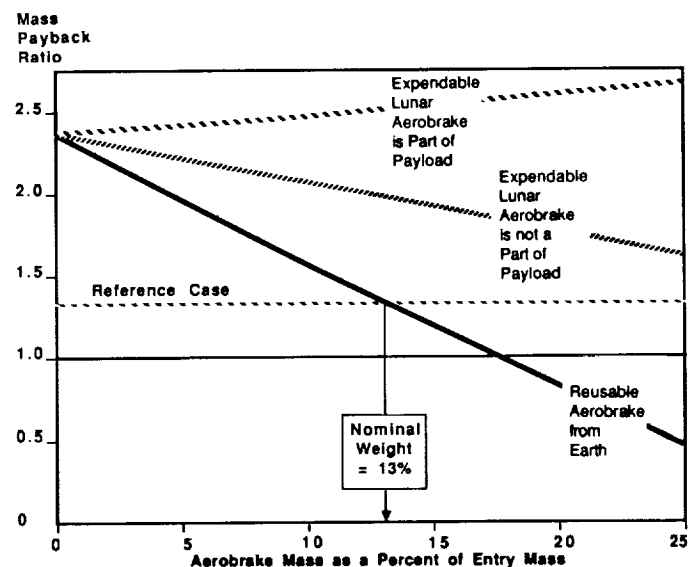 Mass
Payback
Ratio
Expendable
Lunar
Aerobrake
is Part of
Payload
2.5
Expendable
Lunar
Aerobrake
is not a
Part of
Payload
2.0
1.5
Reference Case
1.0
Reusable
Aerobrake
from
Earth
0.5
Nominal
Weight
= 13%
0
0
5
10
15
20
25
Aerobrake Mass as a Percent of Entry Mass